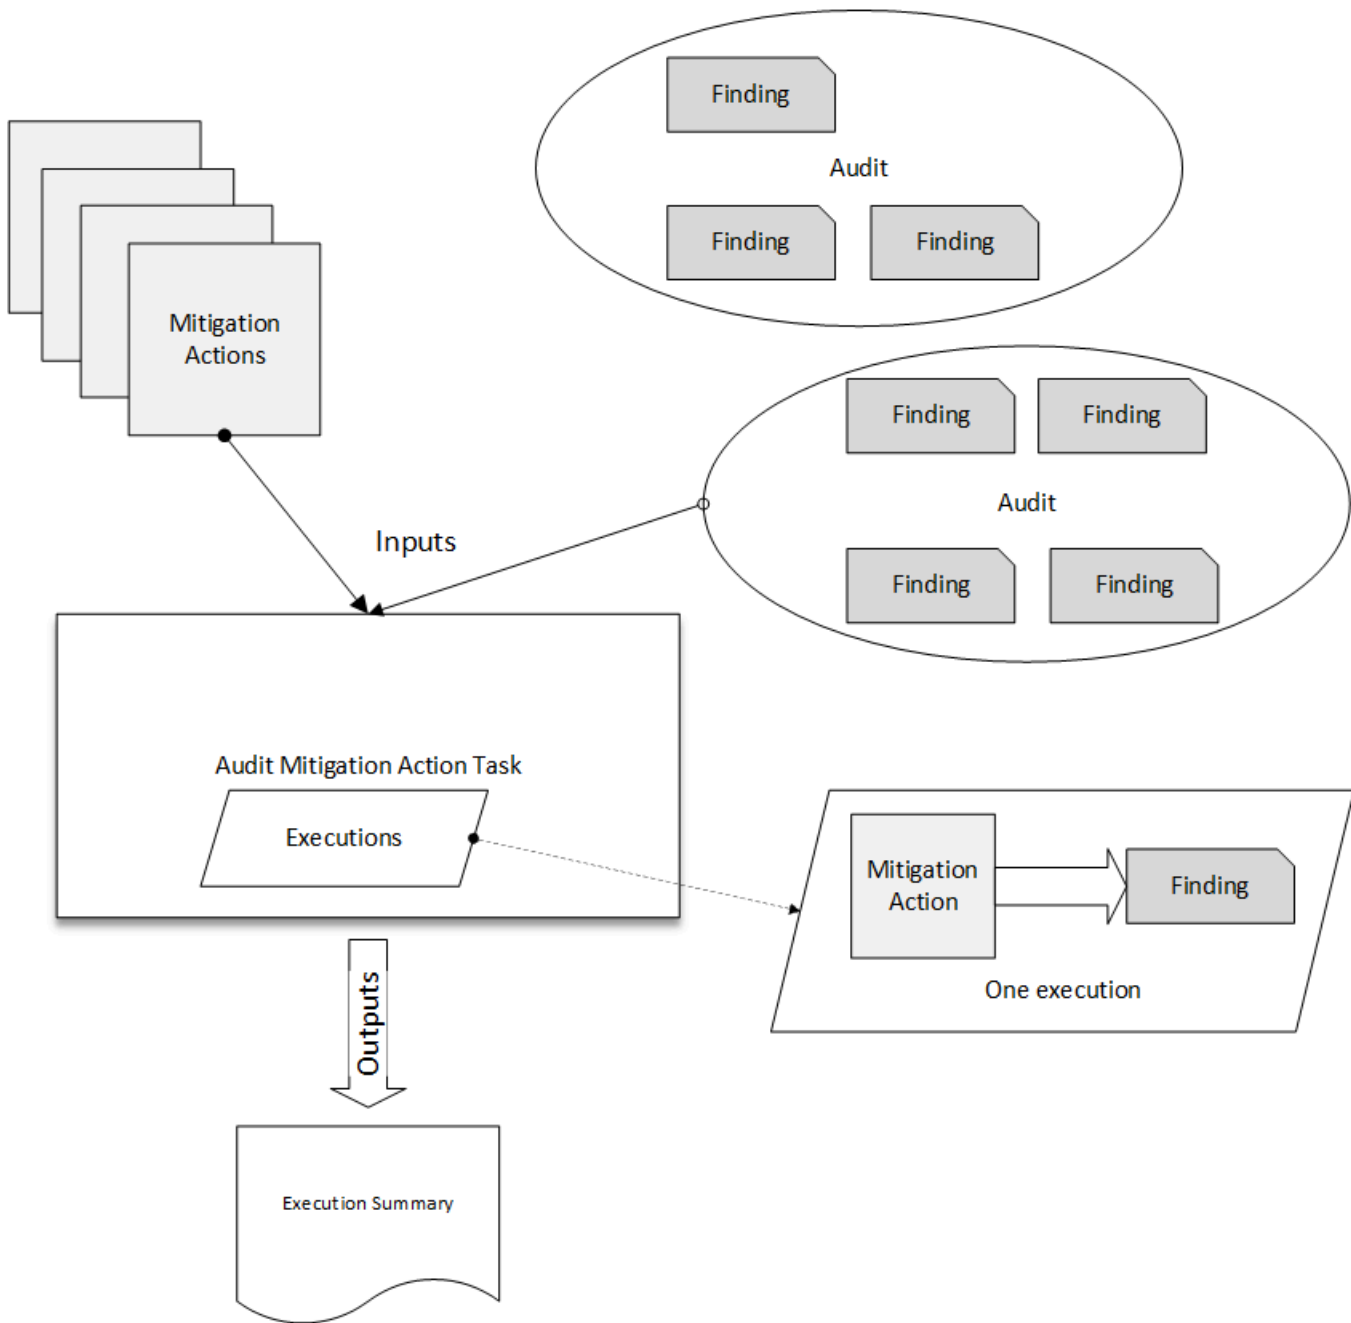 Finding
Audit
Finding
Finding
Mitigation
Actions
Finding
Finding
Audit
Finding
Finding
Inputs
Audit Mitigation Action Task
Executions
Mitigation
Action
Finding
One execution
Outputs
Execution Summary